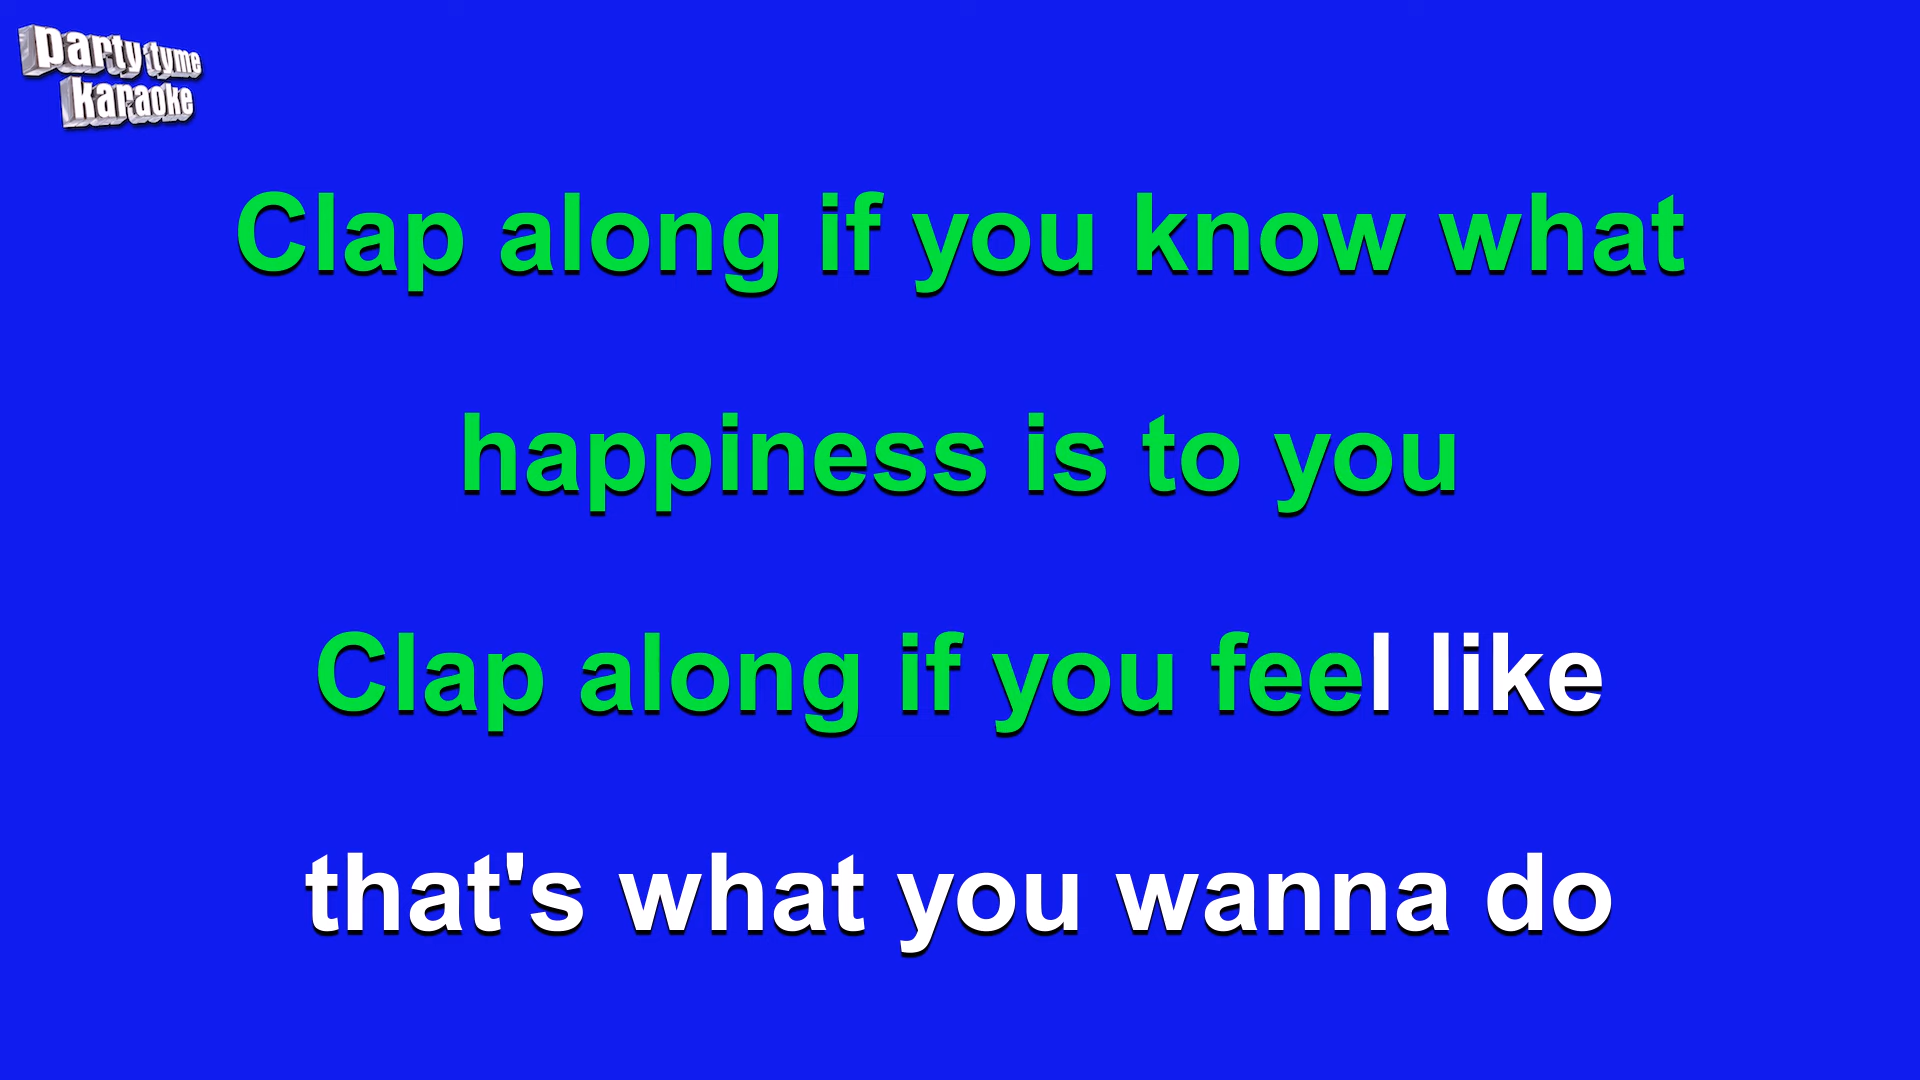 party tyme
karaoke
Clap along if you know what
happiness is to you
Clap along if you feel like
that's what you wanna do